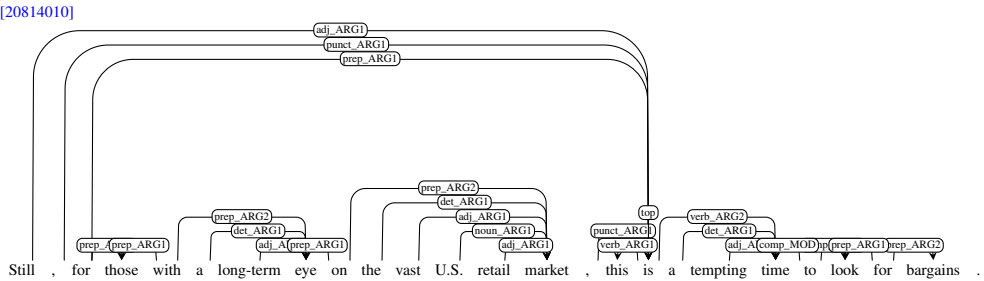 [20814010]
adj_ARG1
punct_ARG1
prep_ARG1
prep_ARG2
det_ARG1
top
prep_ARG2 adj_ARG1 verb_ARG2
det_ARG1 noun_ARG1 punct_ARG1 det_ARG1
prep_ARG1 prep_ARG1 adj_ARG1 verb_ARG1 comp_MOD prep_ARG1 prep_ARG2
Still , for those with a long-term eye on the vast U.S. retail market , this is a tempting time to look for bargains .